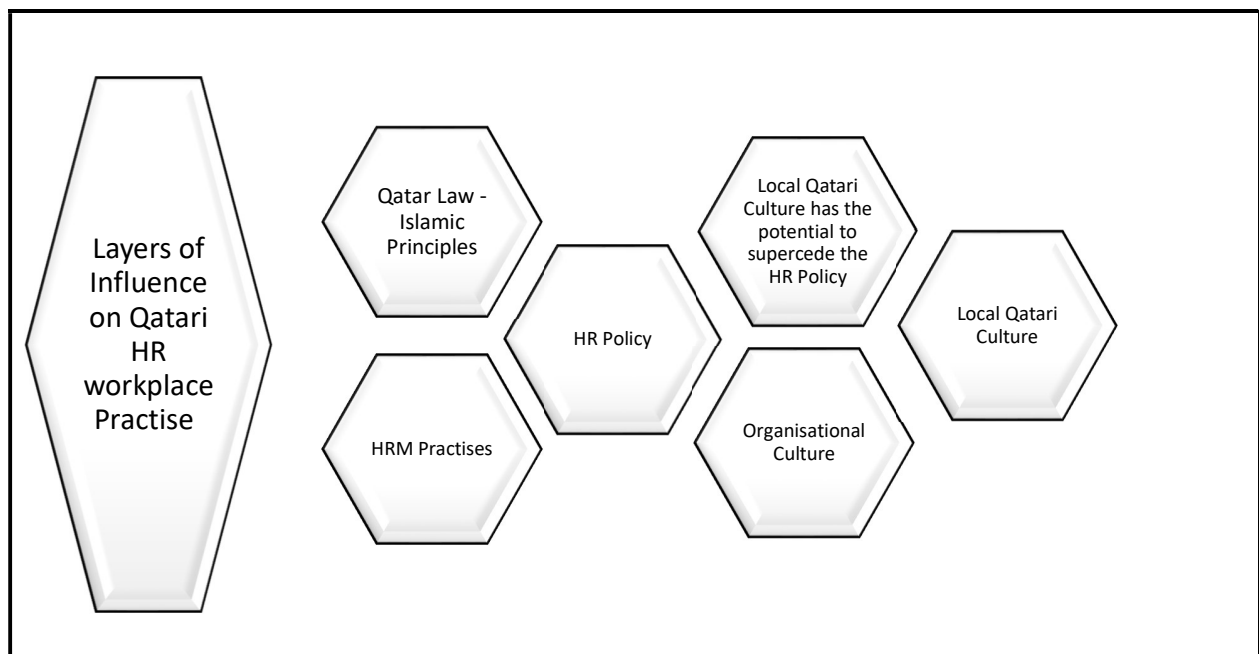 Layers of
Influence
on Qatari
HR
workplace
Practise
Qatar Law -
Islamic
Principles
HRM Practises
HR Policy
Local Qatari
Culture has the
potential to
supercede the
HR Policy
Organisational
Culture
Local Qatari
Culture